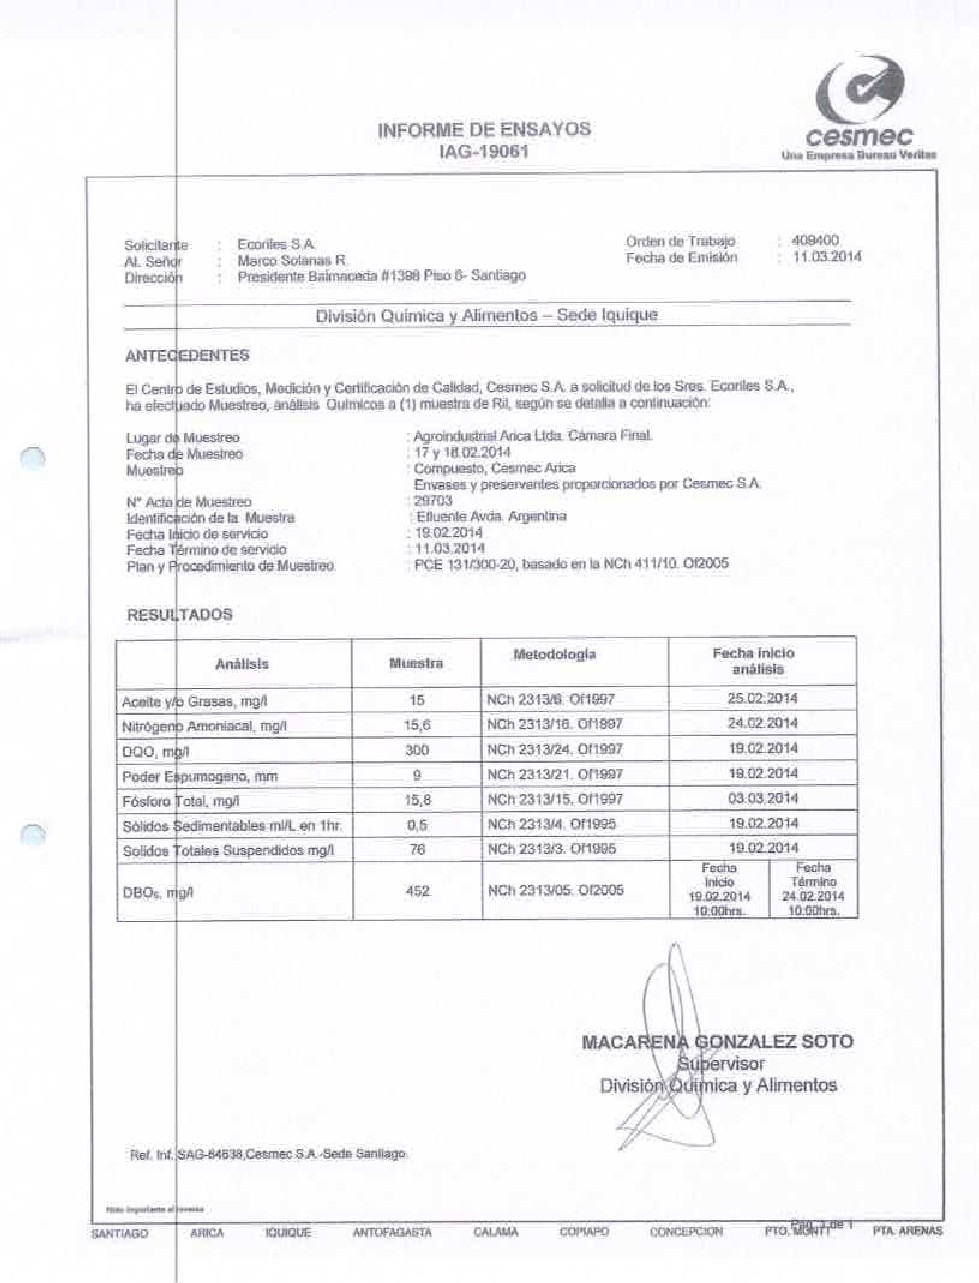 cesmec
Una Empresa Bureau Veritas
INFORME DE ENSAYOS
IAG-19061
Solicitante : Ecoriles S.A.
Al. Señor : Marco Solanas R.
Dirección : Presidente Balmaceda #1398 Piso 6- Santiago
Orden de Trabajo : 409400
Fecha de Emisión : 11.03.2014
División Química y Alimentos – Sede Iquique
ANTECEDENTES
El Centro de Estudios, Medición y Certificación de Calidad, Cesmec S.A. a solicitud de los Sres. Ecoriles S.A.,
ha efectuado Muestreo, análisis Químicos a (1) muestra de Ril, según se detalla a continuación:
Lugar de Muestreo : Agroindustrial Arica Ltda. Cámara Final.
Fecha de Muestreo : 17 y 18.02.2014
Muestreo : Compuesto, Cesmec Arica
Envases y preservantes proporcionados por Cesmec S.A.
N° Acta de Muestreo : 29703
Identificación de la Muestra : Efluente Avda. Argentina
Fecha Inicio de servicio : 19.02.2014
Fecha Término de servicio : 11.03.2014
Plan y Procedimiento de Muestreo : PCE 131/300-20, basado en la NCh 411/10. Of2005
RESULTADOS
Análisis Muestra Metodología Fecha inicio análisis
Aceite y/o Grasas, mg/l 15 NCh 2313/6. Of1997 25.02.2014
Nitrógeno Amoniacal, mg/l 15,6 NCh 2313/16. Of1997 24.02.2014
DQO, mg/l 300 NCh 2313/24. Of1997 19.02.2014
Poder Espumogeno, mm 9 NCh 2313/21. Of1997 19.02.2014
Fósforo Total, mg/l 15,8 NCh 2313/15. Of1997 03.03.2014
Sólidos Sedimentables ml/L en 1hr. 0,5 NCh 2313/4. Of1995 19.02.2014
Solidos Totales Suspendidos mg/l 76 NCh 2313/3. Of1995 19.02.2014
DBO₅, mg/l 452 NCh 2313/05. Of2005 Fecha Inicio 19.02.2014 10:00hrs. Fecha Término 24.02.2014 10:00hrs.
MACARENA GONZALEZ SOTO
Supervisor
División Química y Alimentos
Ref. Inf. SAG-64638,Cesmec S.A.-Sede Santiago.
Nota Importante al reverso
Pág. 1 de 1
SANTIAGO ARICA IQUIQUE ANTOFAGASTA CALAMA COPIAPO CONCEPCION PTO. MONTT PTA. ARENAS